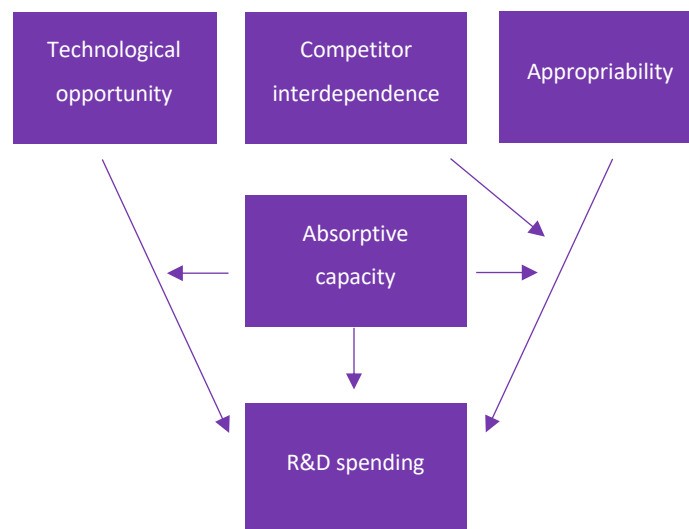 Technological
opportunity
Competitor
interdependence
Appropriability
Absorptive
capacity
R&D spending